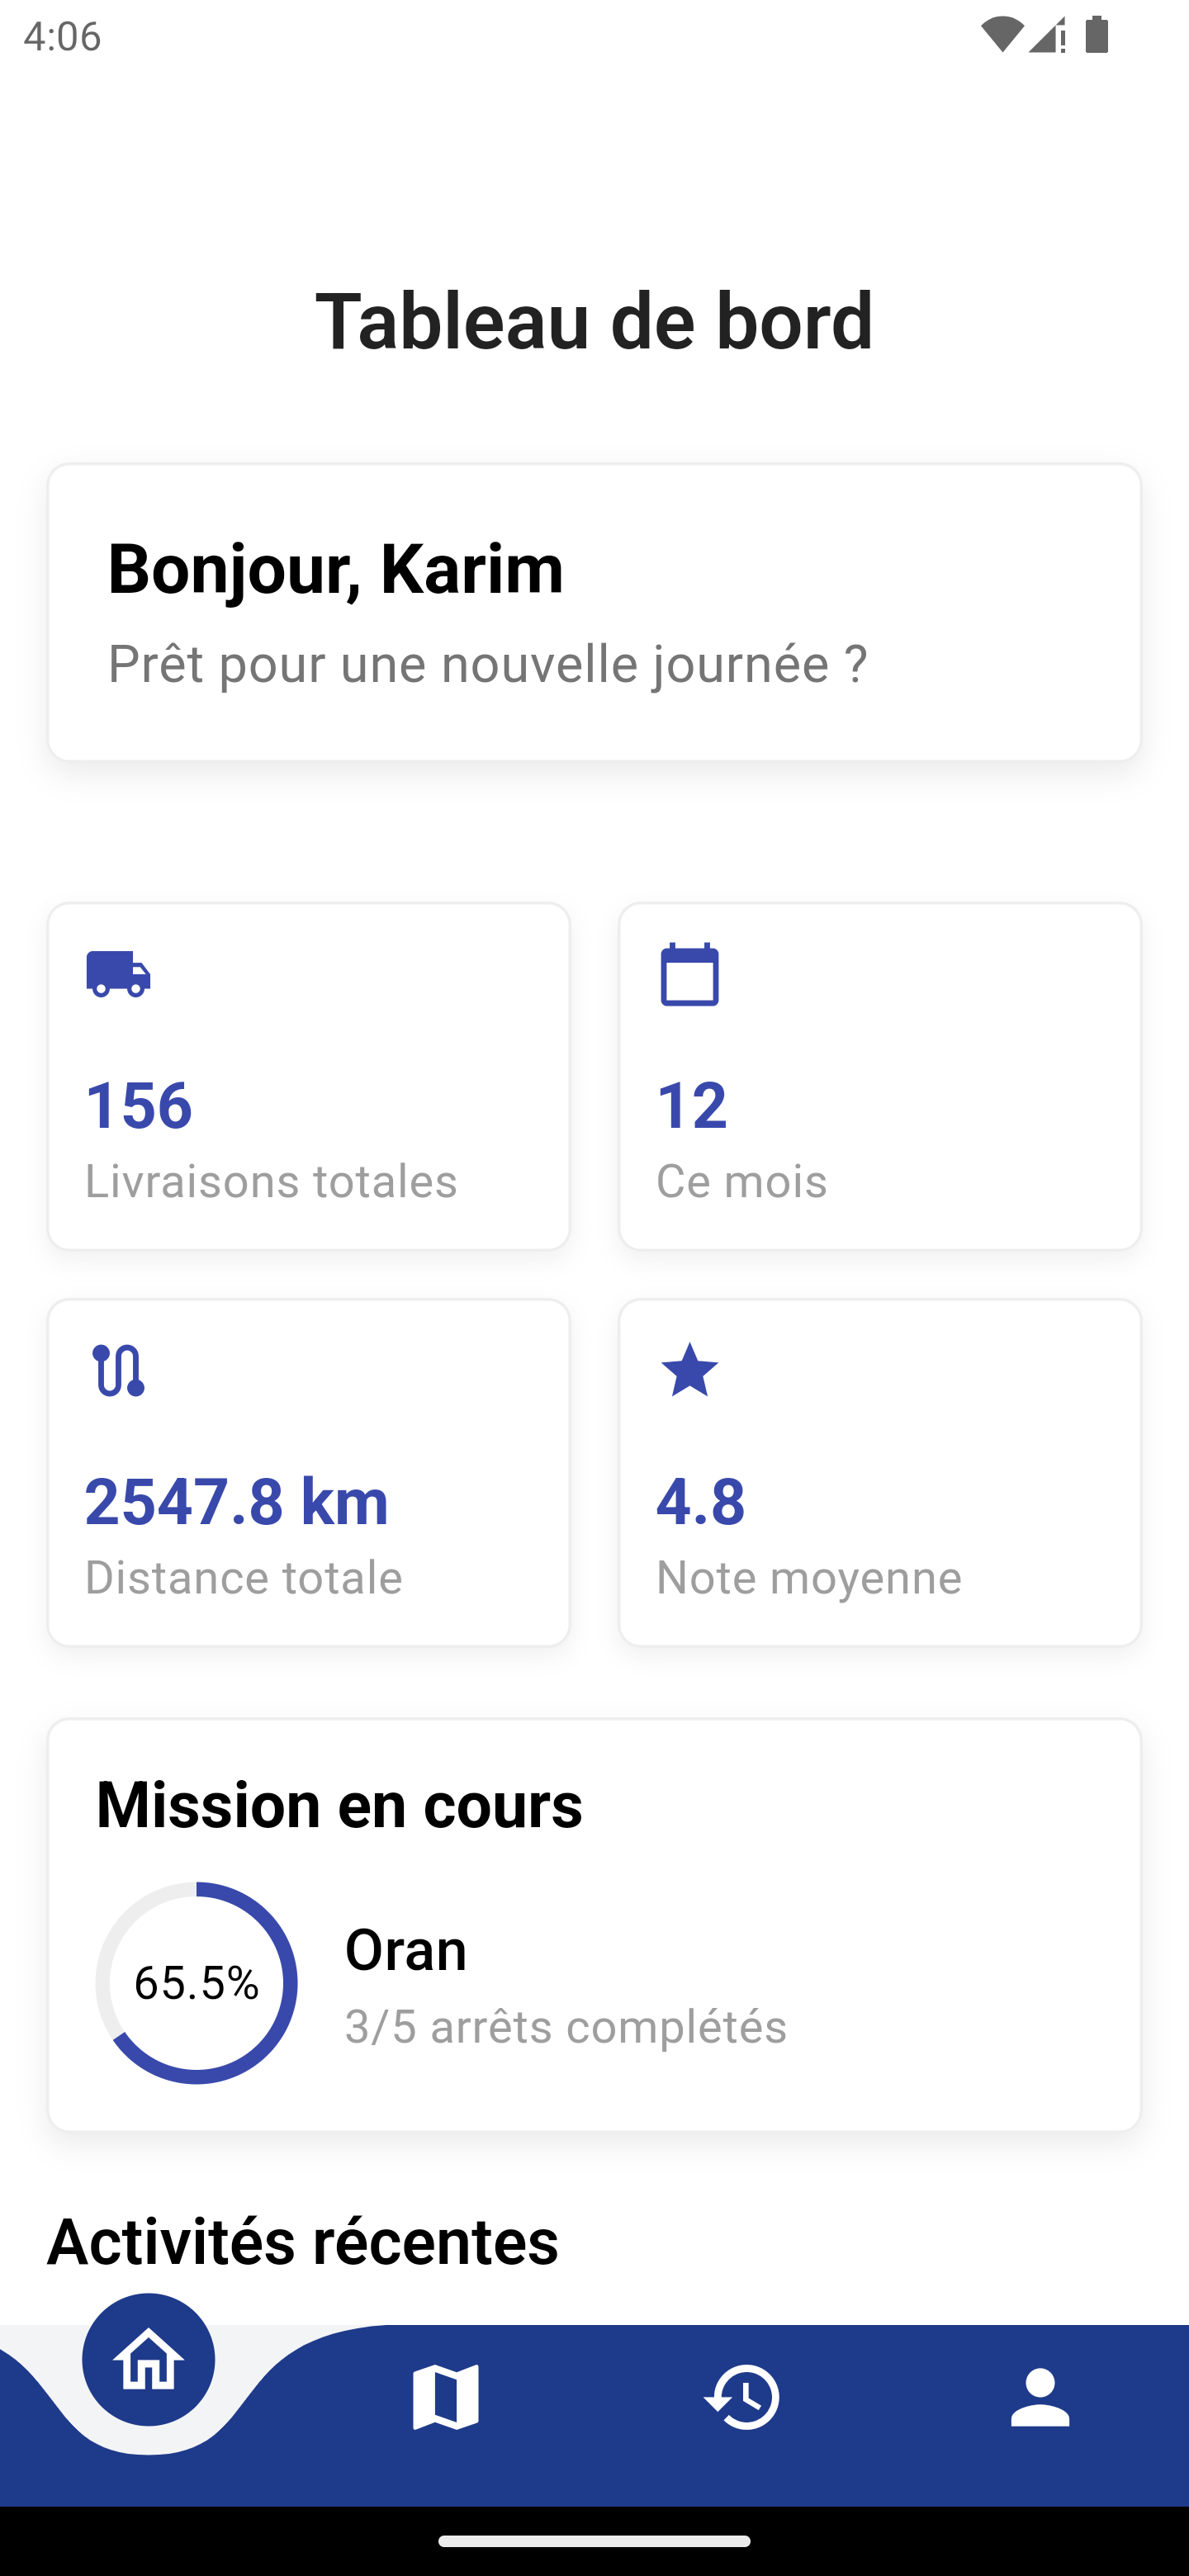 4:06
Tableau de bord
Bonjour, Karim
Prêt pour une nouvelle journée ?
156
Livraisons totales
12
Ce mois
2547.8 km
Distance totale
4.8
Note moyenne
Mission en cours
65.5%
Oran
3/5 arrêts complétés
Activités récentes